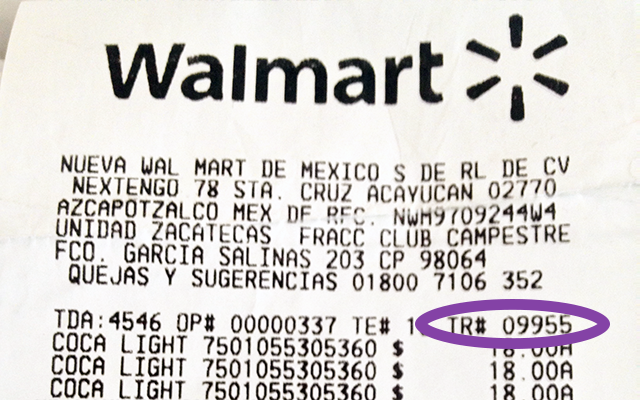 Walmart
NUEVA WAL MART DE MEXICO S DE RL DE CV
NEXTENGO 78 STA. CRUZ ACAYUCAN 02770
AZCAPOTZALCO MEX DF RFC. NWM9709244W4
UNIDAD ZACATECAS FRACC CLUB CAMPESTRE
FCO. GARCIA SALINAS 203 CP 98064
QUEJAS Y SUGERENCIAS 01800 7106 352
TDA:4546 OP# 00000337 TE# 1 TR# 09955
COCA LIGHT 7501055305360 $ 18.00A
COCA LIGHT 7501055305360 $ 18.00A
COCA LIGHT 7501055305360 $ 18.00A